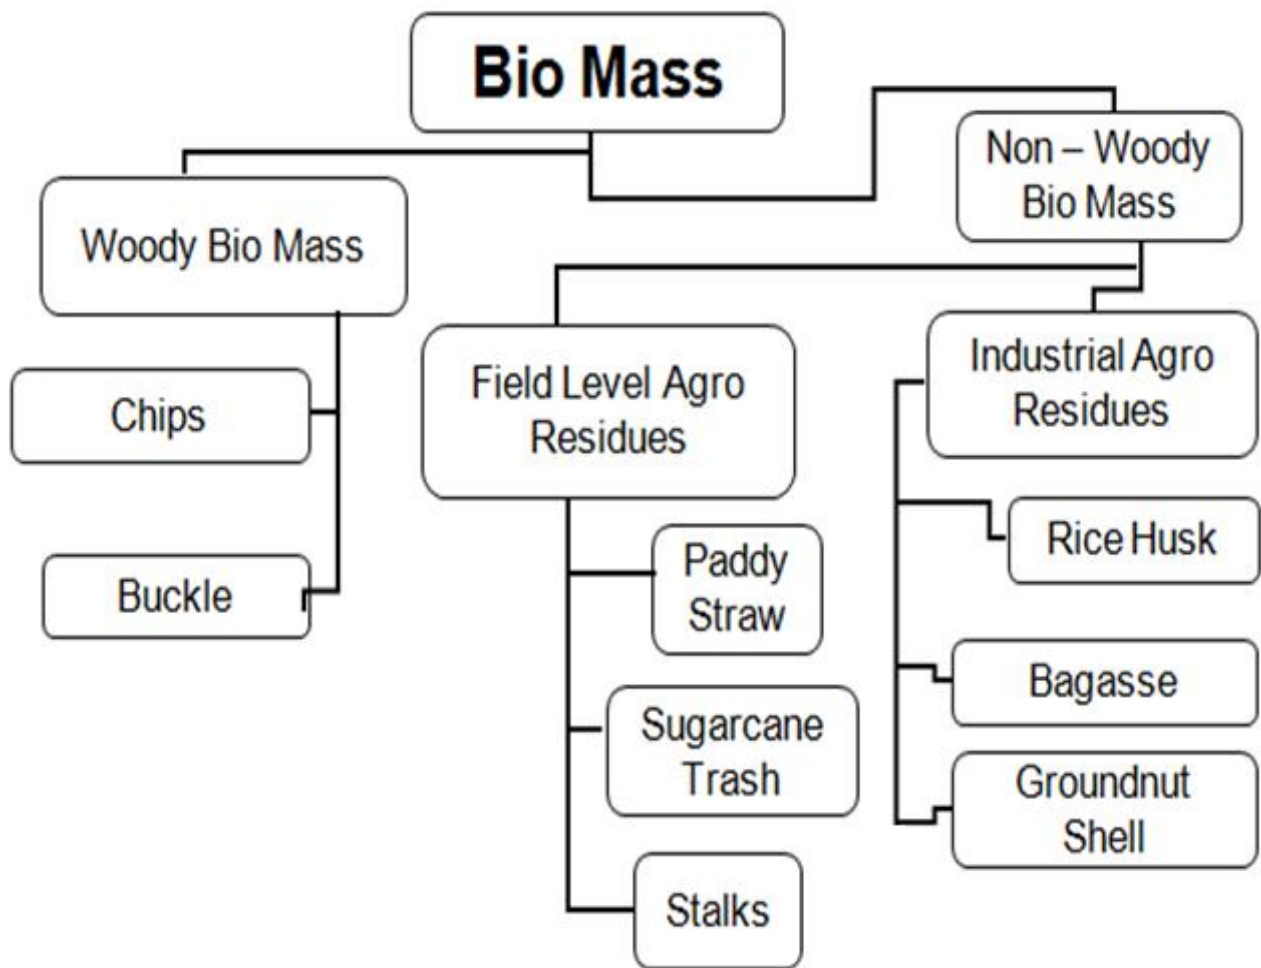 Bio Mass
Non – Woody
Bio Mass
Woody Bio Mass
Chips
Buckle
Field Level Agro
Residues
Paddy
Straw
Sugarcane
Trash
Stalks
Industrial Agro
Residues
Rice Husk
Bagasse
Groundnut
Shell